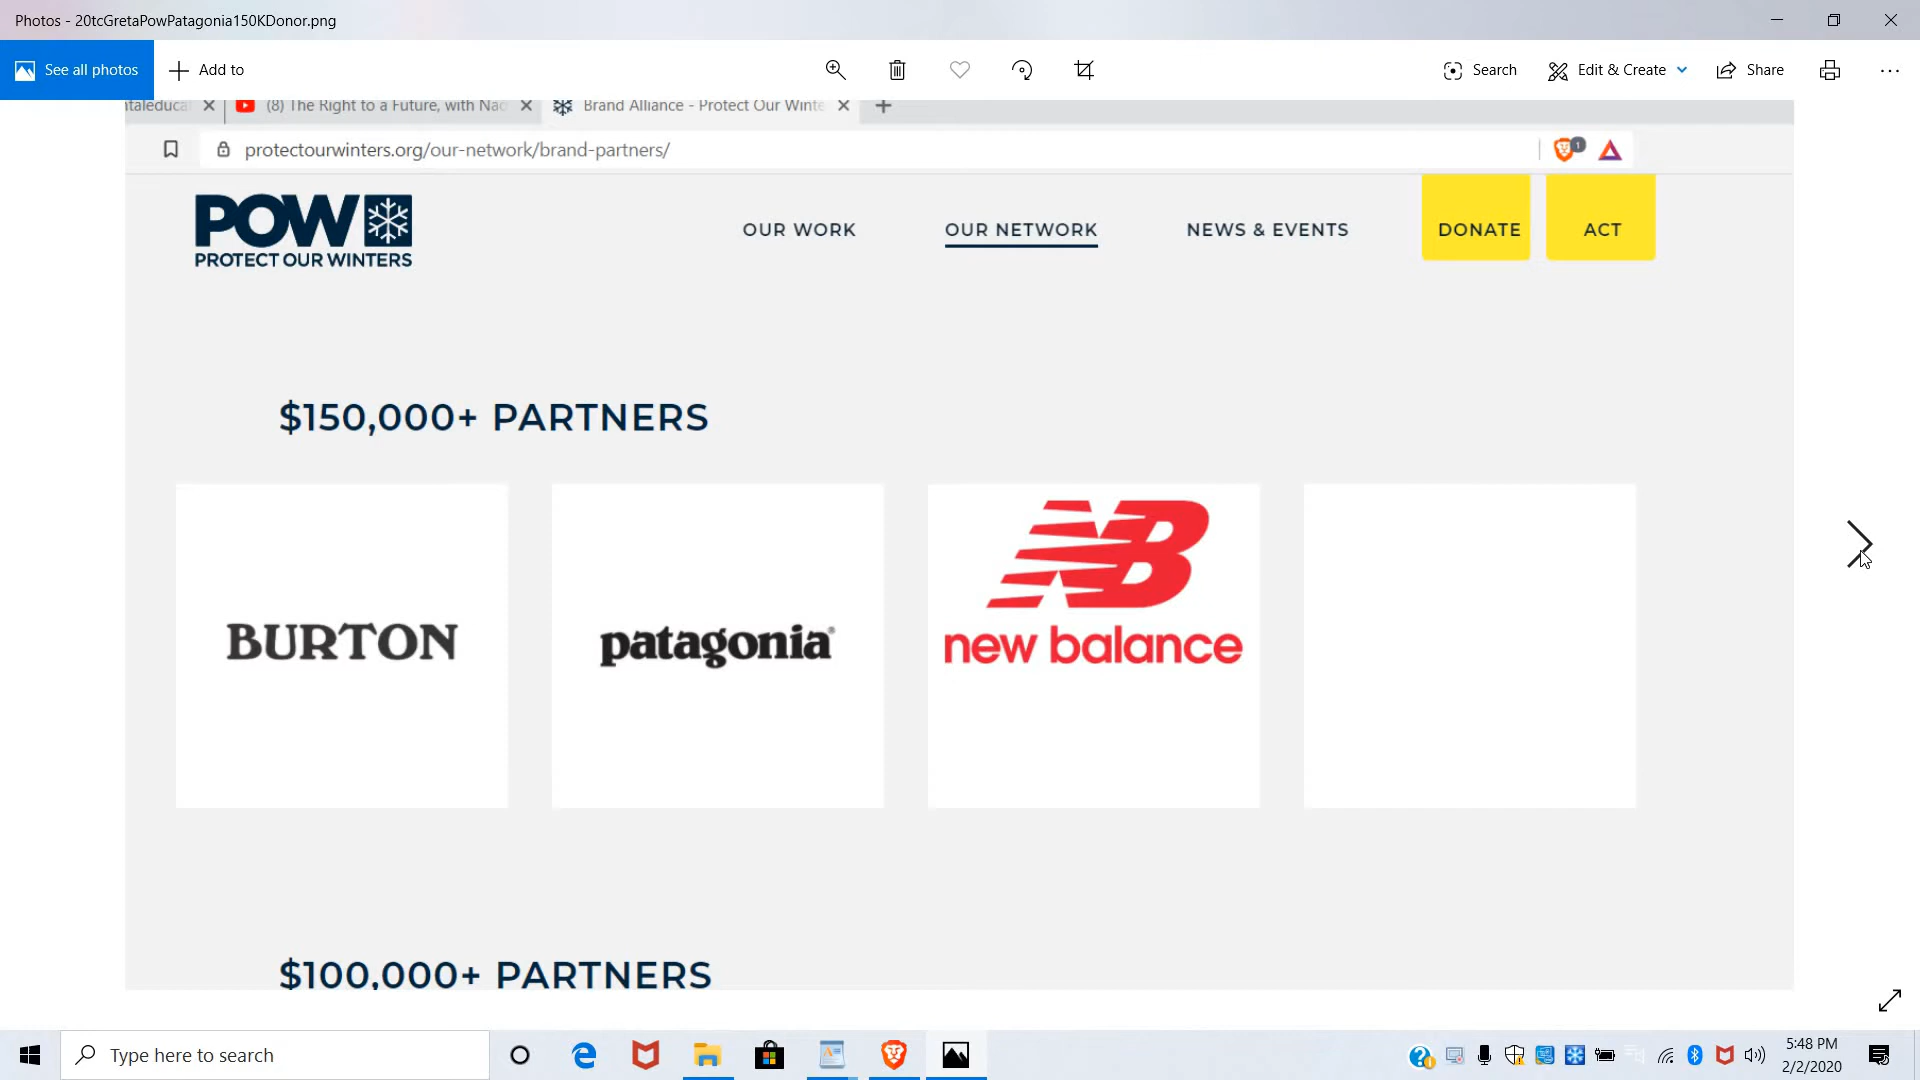 Photos - 20tcGretaPowPatagonia150KDonor.png
See all photos
Add to
Search
Edit & Create
Share
(8) The Right to a Future, with Nao
Brand Alliance - Protect Our Winte
protectourwinters.org/our-network/brand-partners/
1
POW
PROTECT OUR WINTERS
OUR WORK
OUR NETWORK
NEWS & EVENTS
DONATE
ACT
$150,000+ PARTNERS
BURTON
patagonia®
NB
new balance
$100,000+ PARTNERS
Type here to search
5:48 PM
2/2/2020